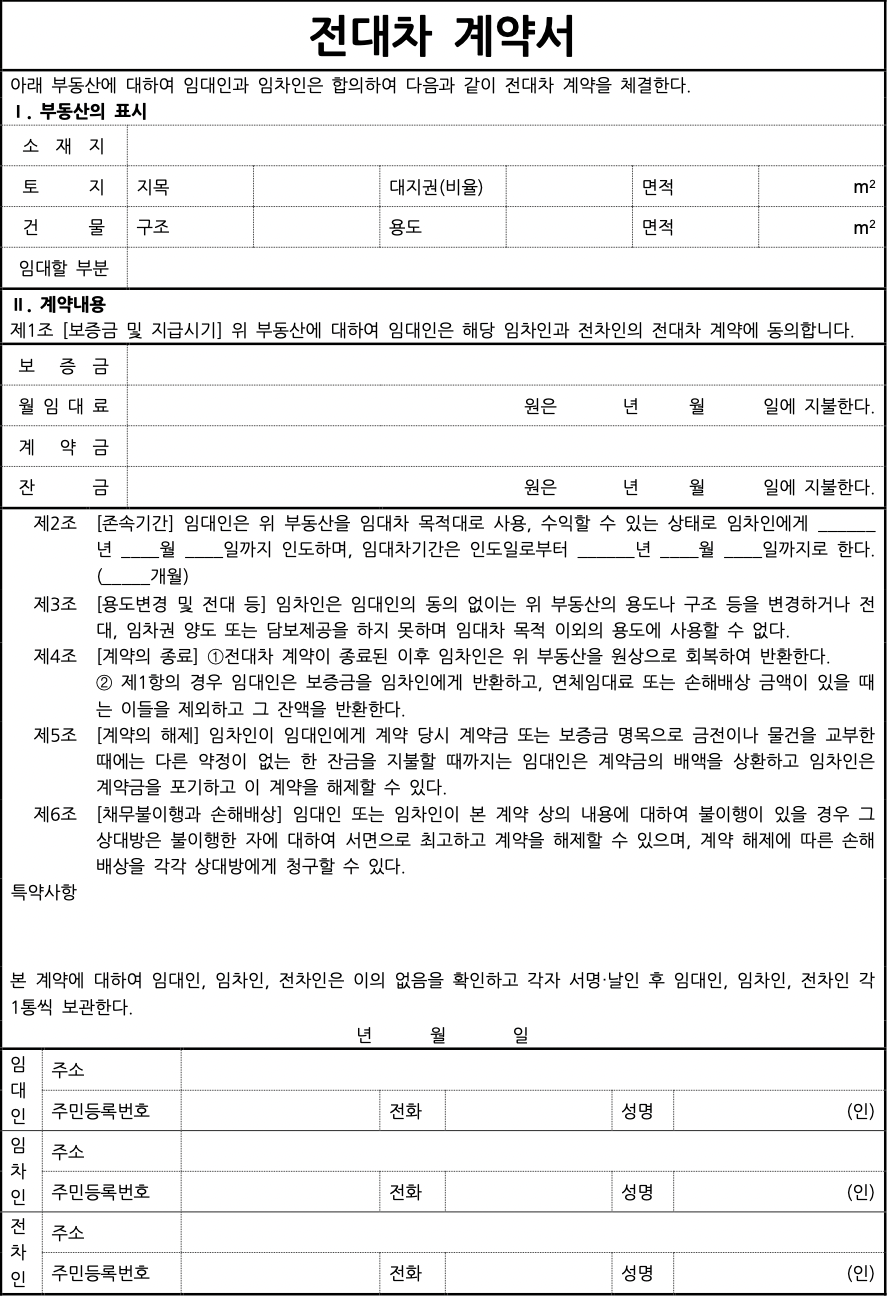 전대차 계약서
아래 부동산에 대하여 임대인과 임차인은 합의하여 다음과 같이 전대차 계약을 체결한다.
Ⅰ. 부동산의 표시
소 재 지
토 지 지목 대지권(비율) 면적 m²
건 물 구조 용도 면적 m²
임대할 부분
Ⅱ. 계약내용
제1조 [보증금 및 지급시기] 위 부동산에 대하여 임대인은 해당 임차인과 전차인의 전대차 계약에 동의합니다.
보 증 금
월 임 대 료 원은 년 월 일에 지불한다.
계 약 금
잔 금 원은 년 월 일에 지불한다.
제2조 [존속기간] 임대인은 위 부동산을 임대차 목적대로 사용, 수익할 수 있는 상태로 임차인에게 ______
년 ____월 ____일까지 인도하며, 임대차기간은 인도일로부터 ______년 ____월 ____일까지로 한다.
(_____개월)
제3조 [용도변경 및 전대 등] 임차인은 임대인의 동의 없이는 위 부동산의 용도나 구조 등을 변경하거나 전
대, 임차권 양도 또는 담보제공을 하지 못하며 임대차 목적 이외의 용도에 사용할 수 없다.
제4조 [계약의 종료] ①전대차 계약이 종료된 이후 임차인은 위 부동산을 원상으로 회복하여 반환한다.
② 제1항의 경우 임대인은 보증금을 임차인에게 반환하고, 연체임대료 또는 손해배상 금액이 있을 때
는 이들을 제외하고 그 잔액을 반환한다.
제5조 [계약의 해제] 임차인이 임대인에게 계약 당시 계약금 또는 보증금 명목으로 금전이나 물건을 교부한
때에는 다른 약정이 없는 한 잔금을 지불할 때까지는 임대인은 계약금의 배액을 상환하고 임차인은
계약금을 포기하고 이 계약을 해제할 수 있다.
제6조 [채무불이행과 손해배상] 임대인 또는 임차인이 본 계약 상의 내용에 대하여 불이행이 있을 경우 그
상대방은 불이행한 자에 대하여 서면으로 최고하고 계약을 해제할 수 있으며, 계약 해제에 따른 손해
배상을 각각 상대방에게 청구할 수 있다.
특약사항
본 계약에 대하여 임대인, 임차인, 전차인은 이의 없음을 확인하고 각자 서명·날인 후 임대인, 임차인, 전차인 각
1통씩 보관한다.
년 월 일
임대인
주소
주민등록번호 전화 성명 (인)
임차인
주소
주민등록번호 전화 성명 (인)
전차인
주소
주민등록번호 전화 성명 (인)